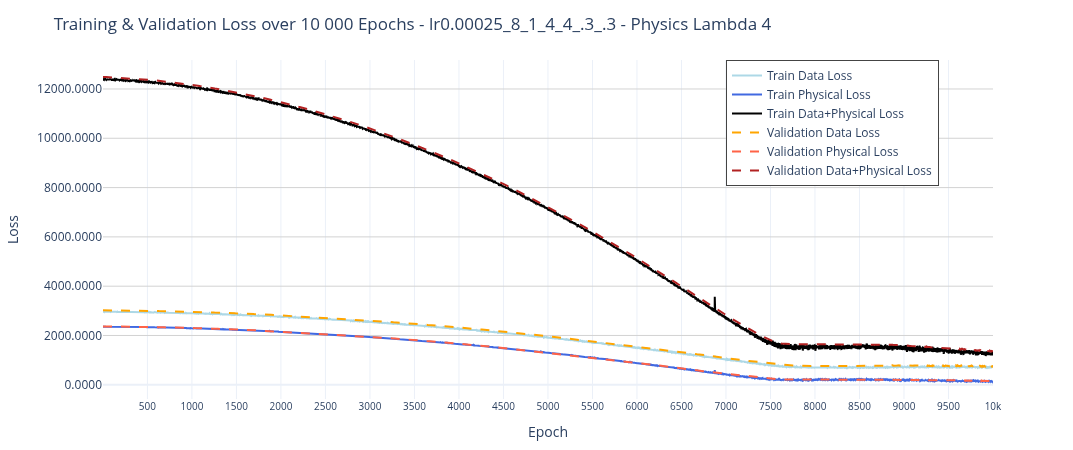 Training & Validation Loss over 10 000 Epochs - lr0.00025_8_1_4_4_.3_.3 - Physics Lambda 4
Train Data Loss
Train Physical Loss
Train Data+Physical Loss
Validation Data Loss
Validation Physical Loss
Validation Data+Physical Loss
12000.0000
10000.0000
8000.0000
6000.0000
4000.0000
2000.0000
0.0000
Loss
500 1000 1500 2000 2500 3000 3500 4000 4500 5000 5500 6000 6500 7000 7500 8000 8500 9000 9500 10k
Epoch